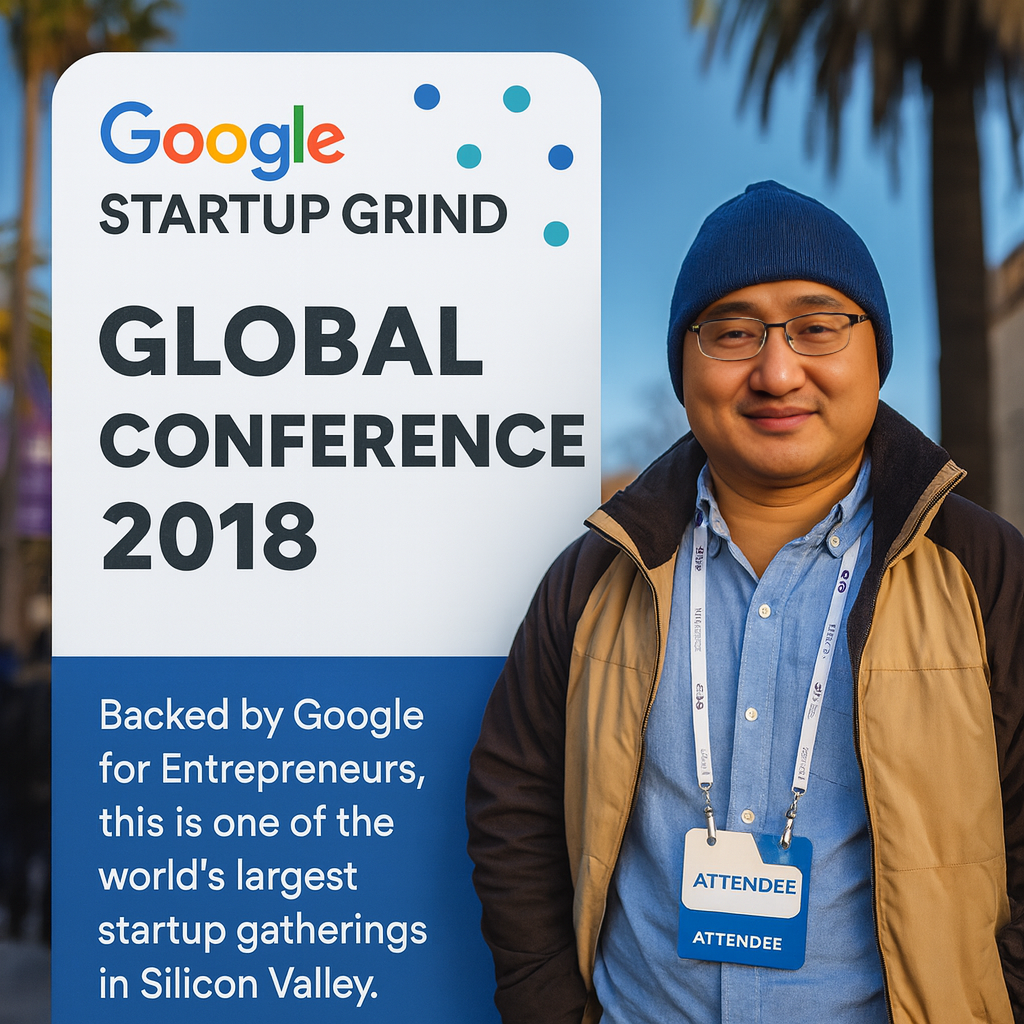 Google
STARTUP GRIND
GLOBAL
CONFERENCE
2018
Backed by Google
for Entrepreneurs,
this is one of the
world's largest
startup gatherings
in Silicon Valley.
ATTENDEE
ATTENDEE